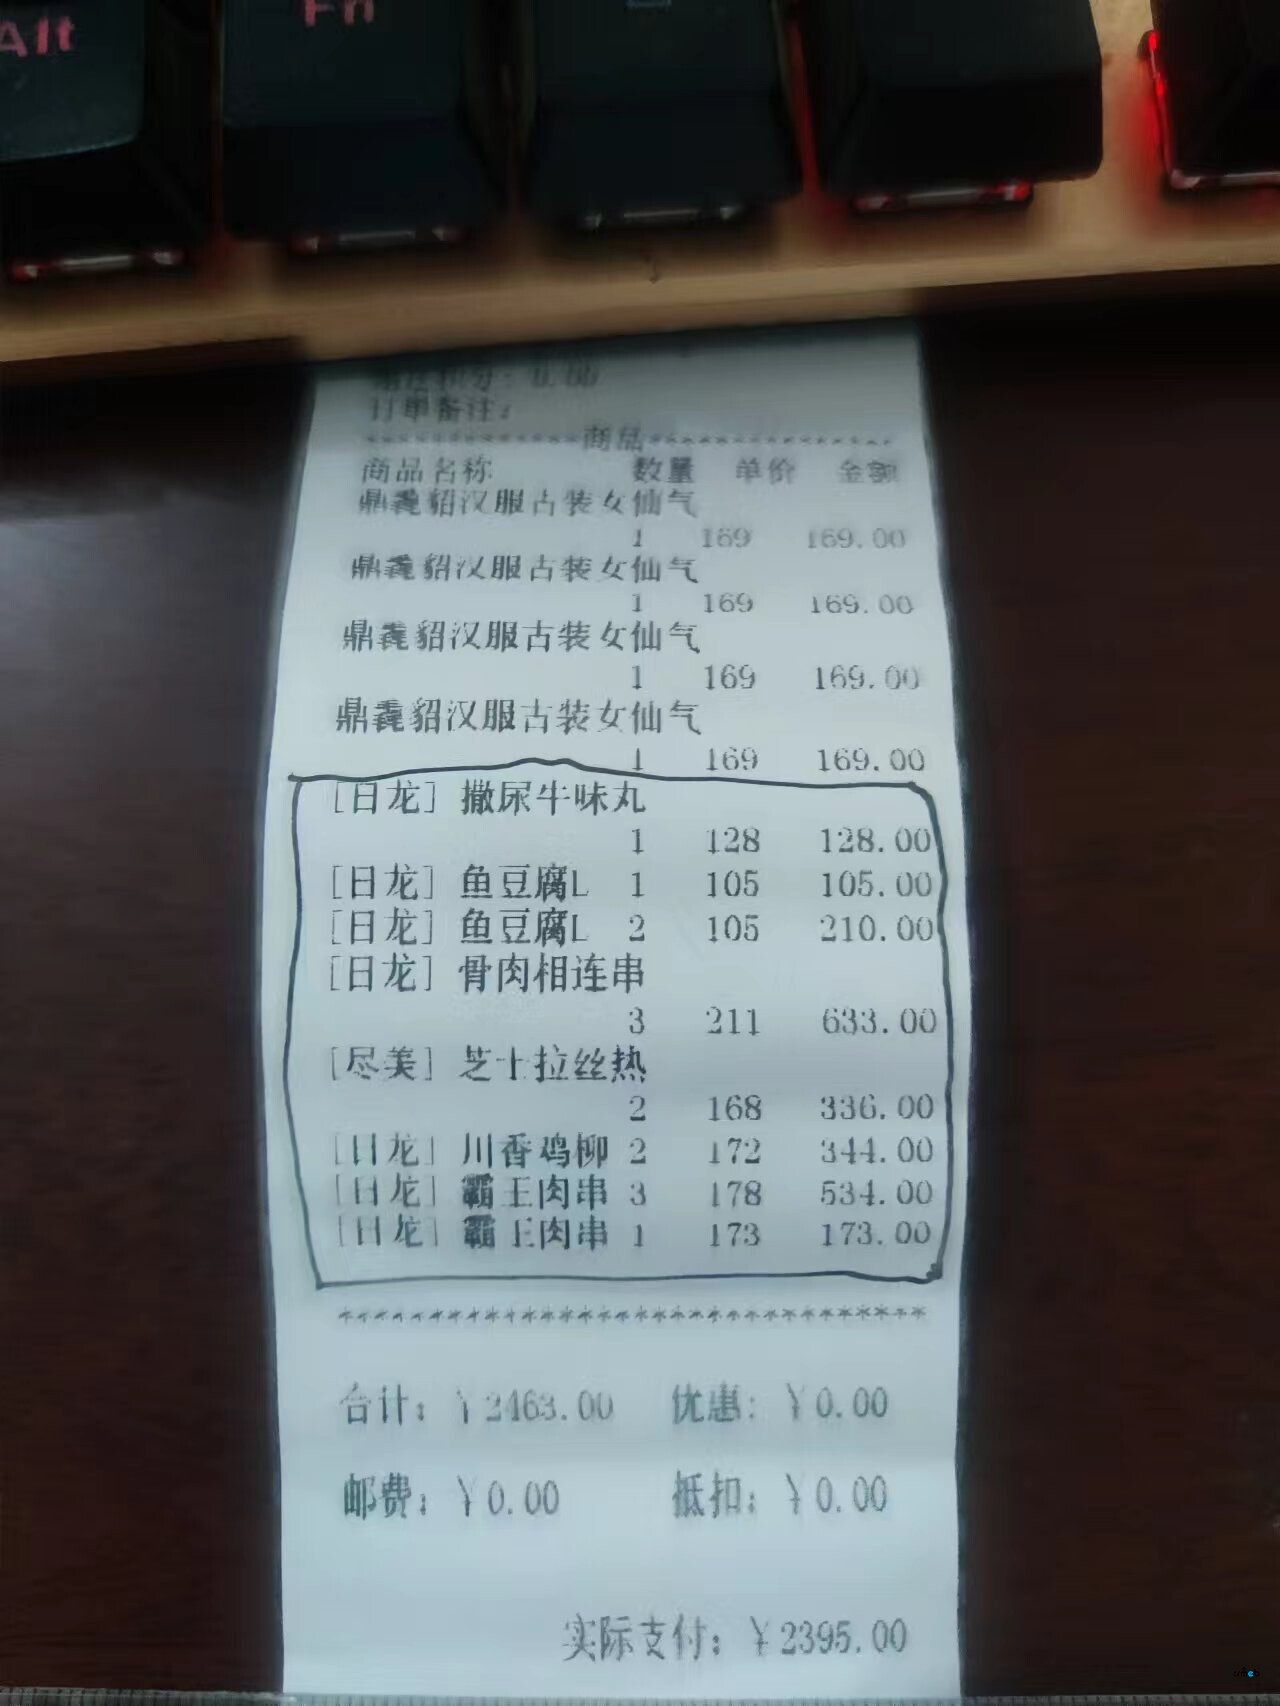 Alt
Fn
订单备注：
************商品*************
商品名称 数量 单价 金额
鼎毳貂汉服古装女仙气
1 169 169.00
鼎毳貂汉服古装女仙气
1 169 169.00
鼎毳貂汉服古装女仙气
1 169 169.00
鼎毳貂汉服古装女仙气
1 169 169.00
[日龙] 撒尿牛味丸
1 128 128.00
[日龙] 鱼豆腐L 1 105 105.00
[日龙] 鱼豆腐L 2 105 210.00
[日龙] 骨肉相连串
3 211 633.00
[尽美] 芝士拉丝热
2 168 336.00
[日龙] 川香鸡柳 2 172 344.00
[日龙] 霸王肉串 3 178 534.00
[日龙] 霸王肉串 1 173 173.00
********************************
合计：￥2463.00 优惠：￥0.00
邮费：￥0.00 抵扣：￥0.00
实际支付：￥2395.00